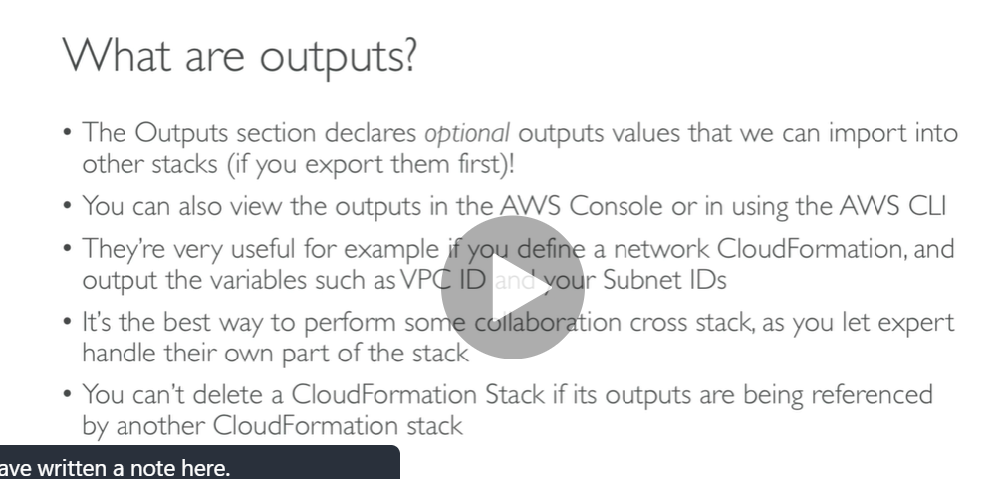 What are outputs?
• The Outputs section declares optional outputs values that we can import into
other stacks (if you export them first)!
• You can also view the outputs in the AWS Console or in using the AWS CLI
• They're very useful for example if you define a network CloudFormation, and
output the variables such as VPC ID and your Subnet IDs
• It's the best way to perform some collaboration cross stack, as you let expert
handle their own part of the stack
• You can't delete a CloudFormation Stack if its outputs are being referenced
by another CloudFormation stack
ave written a note here.